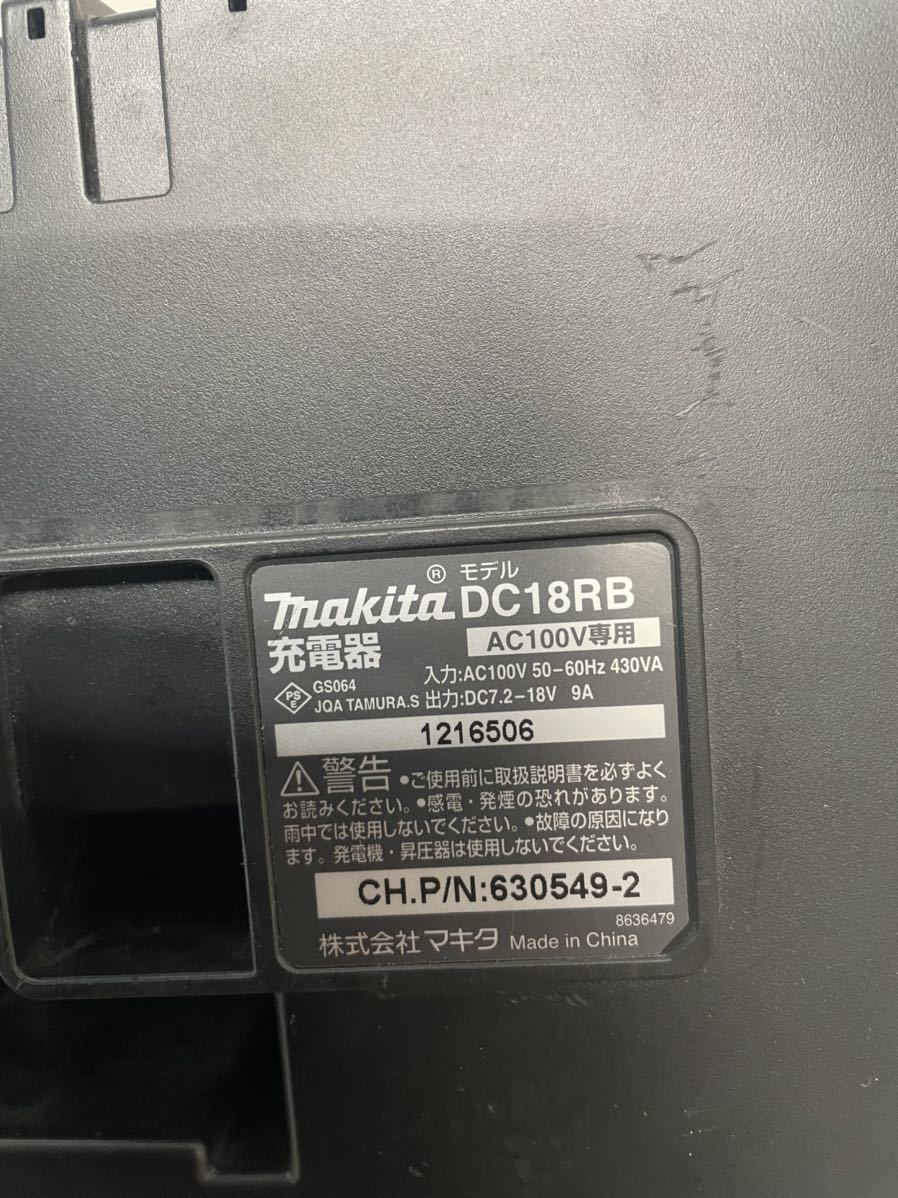 makita® モデル DC18RB
充電器 AC100V専用
入力:AC100V 50-60Hz 430VA
PSE GS064
JQA TAMURA.S 出力:DC7.2-18V 9A
1216506
⚠警告 •ご使用前に取扱説明書を必ずよく
お読みください。•感電・発煙の恐れがあります。
雨中では使用しないでください。•故障の原因になり
ます。発電機・昇圧器は使用しないでください。
CH.P/N:630549-2
8636479
株式会社マキタ Made in China